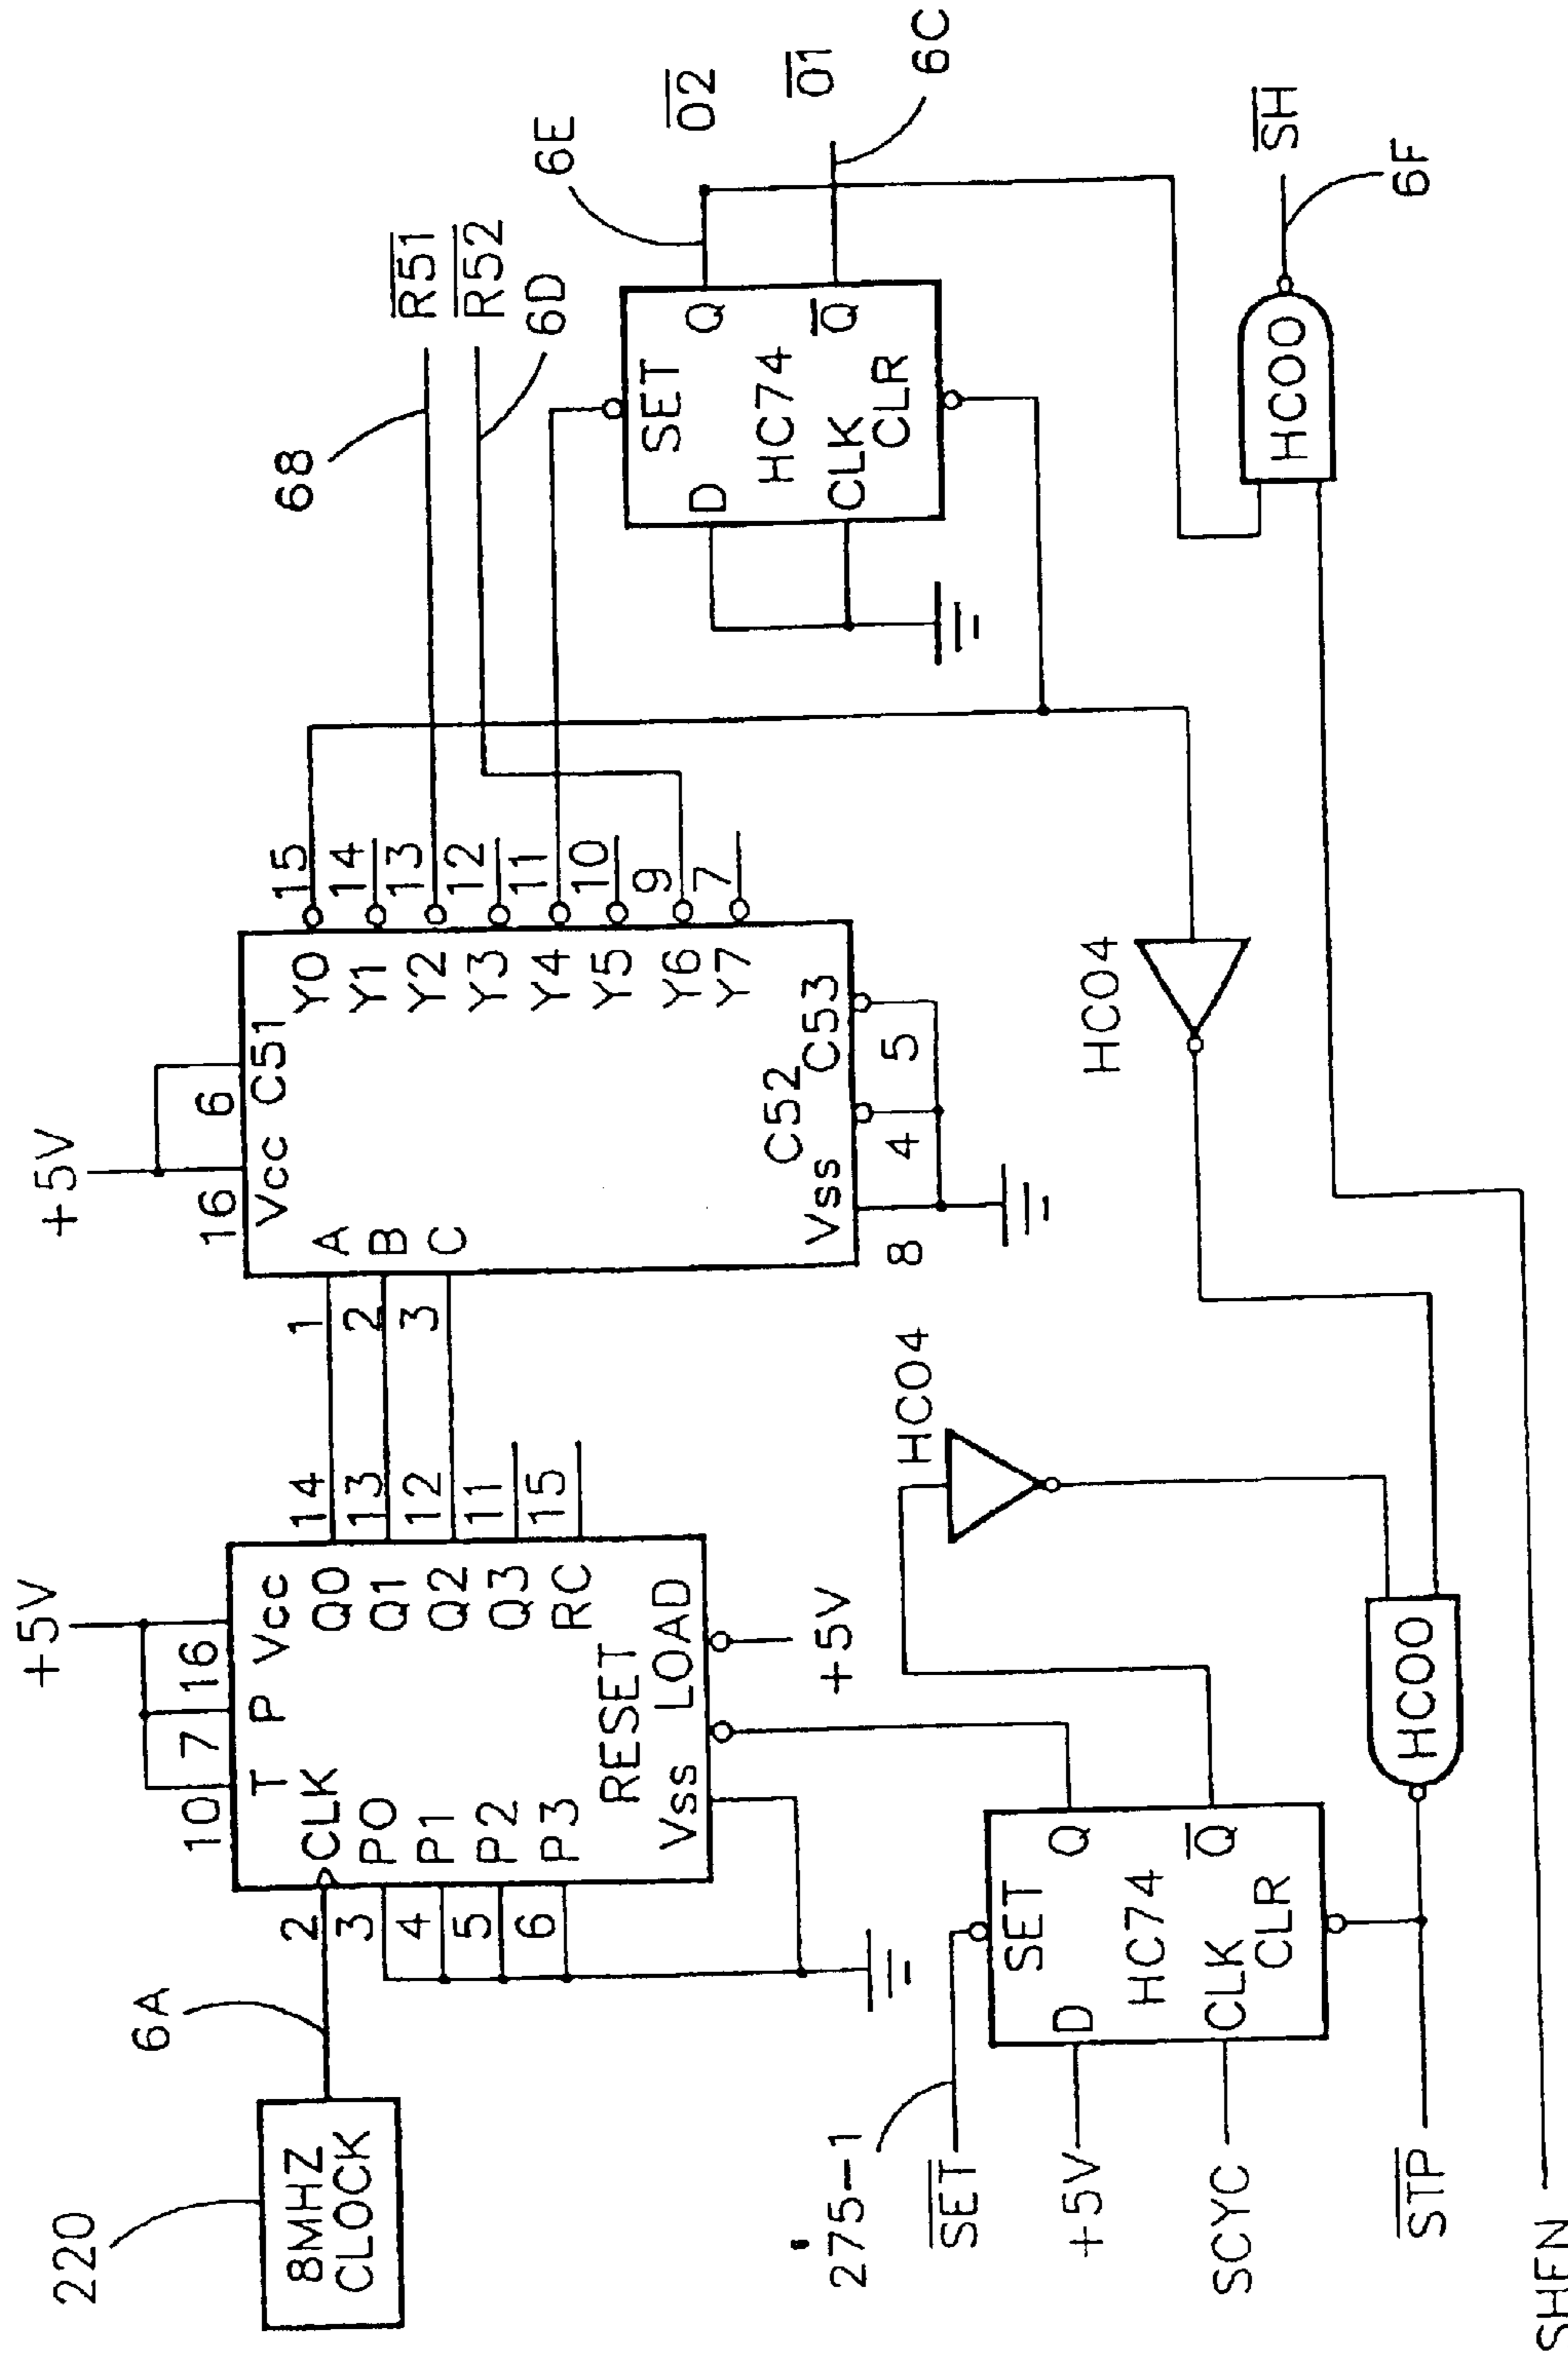 220
8MHZ
CLOCK
6A
+5V
10
7
16
T
P
Vcc
2
CLK
3
P0
4
P1
5
P2
6
P3
Q0
14
Q1
13
Q2
12
Q3
11
RC
15
RESET
LOAD
Vss
+5V
+5V
16
6
Vcc
C51
1
A
2
B
3
C
Y0
15
Y1
14
Y2
13
Y3
12
Y4
11
Y5
10
Y6
9
Y7
7
C52
C53
Vss
8
4
5
68
R51
R52
6D
6E
O2
O1
6C
SET
D
Q
HC74
CLK
Q
CLR
275-1
SET
+5V
SCYC
STP
SHEN
SET
D
Q
HC74
CLK
Q
CLR
HC04
HC04
HC00
HC00
SH
6F